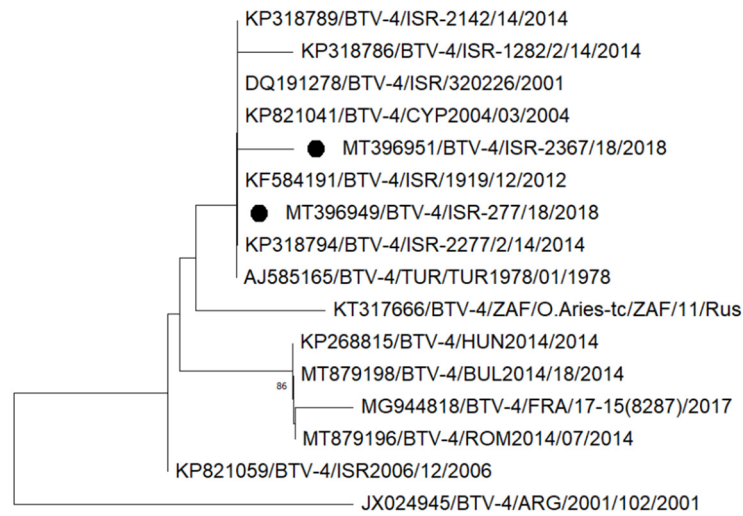 KP318789/BTV-4/ISR-2142/14/2014
KP318786/BTV-4/ISR-1282/2/14/2014
DQ191278/BTV-4/ISR/320226/2001
KP821041/BTV-4/CYP2004/03/2004
MT396951/BTV-4/ISR-2367/18/2018
KF584191/BTV-4/ISR/1919/12/2012
MT396949/BTV-4/ISR-277/18/2018
KP318794/BTV-4/ISR-2277/2/14/2014
AJ585165/BTV-4/TUR/TUR1978/01/1978
KT317666/BTV-4/ZAF/O.Aries-tc/ZAF/11/Rus
KP268815/BTV-4/HUN2014/2014
MT879198/BTV-4/BUL2014/18/2014
86
MG944818/BTV-4/FRA/17-15(8287)/2017
MT879196/BTV-4/ROM2014/07/2014
KP821059/BTV-4/ISR2006/12/2006
JX024945/BTV-4/ARG/2001/102/2001